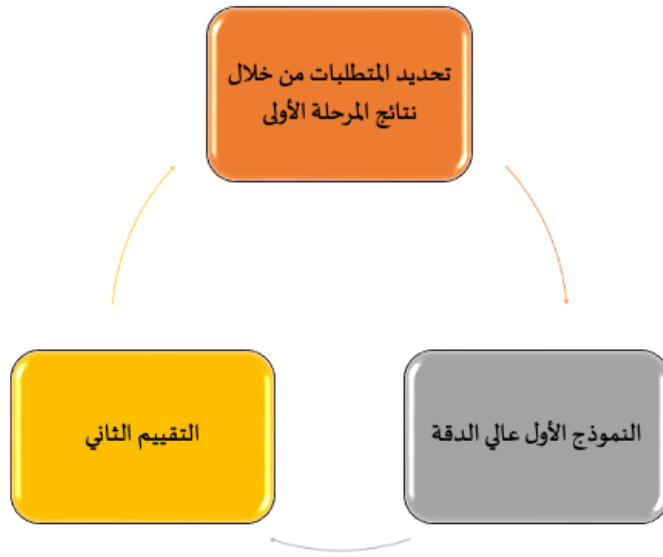 تحديد المتطلبات من خلال
نتائج المرحلة الأولى
النموذج الأول عالي الدقة
التقييم الثاني